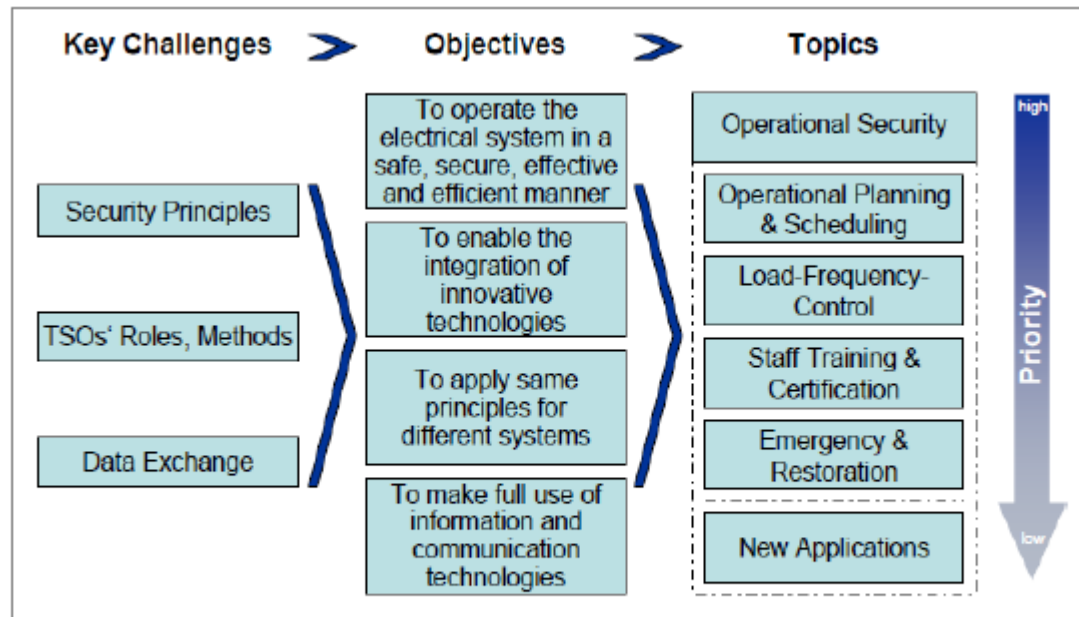 Key Challenges
Objectives
Topics
Security Principles
TSOs‘ Roles, Methods
Data Exchange
To operate the
electrical system in a
safe, secure, effective
and efficient manner
To enable the
integration of
innovative
technologies
To apply same
principles for
different systems
To make full use of
information and
communication
technologies
Operational Security
Operational Planning
& Scheduling
Load-Frequency-
Control
Staff Training &
Certification
Emergency &
Restoration
New Applications
high
Priority
low